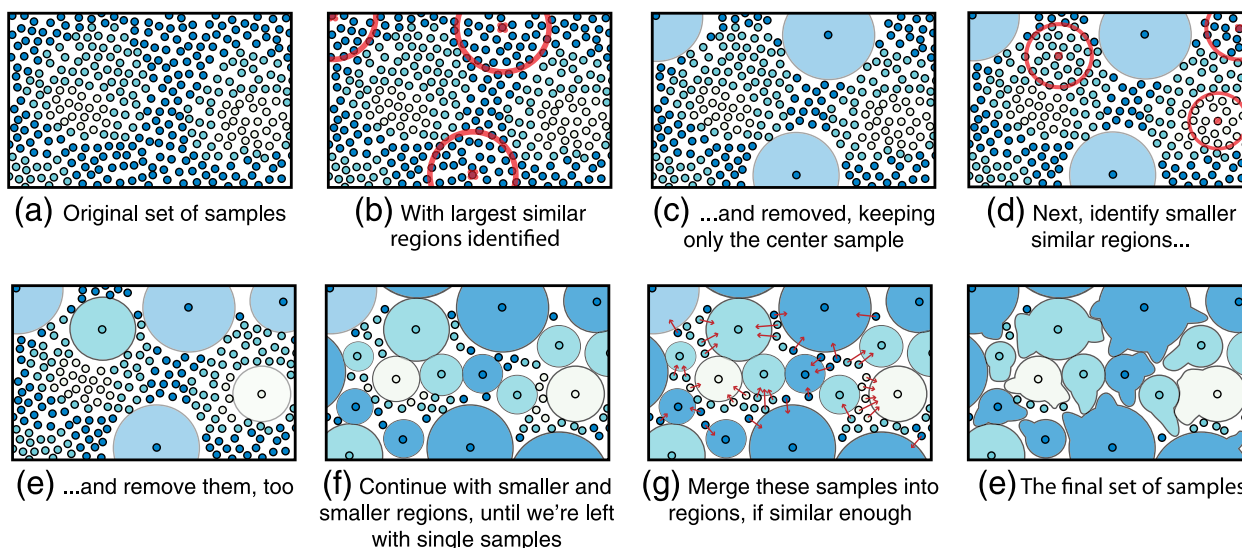 (a) Original set of samples
(b) With largest similar
regions identified
(c) ...and removed, keeping
only the center sample
(d) Next, identify smaller
similar regions...
(e) ...and remove them, too
(f) Continue with smaller and
smaller regions, until we're left
with single samples
(g) Merge these samples into
regions, if similar enough
(e) The final set of samples